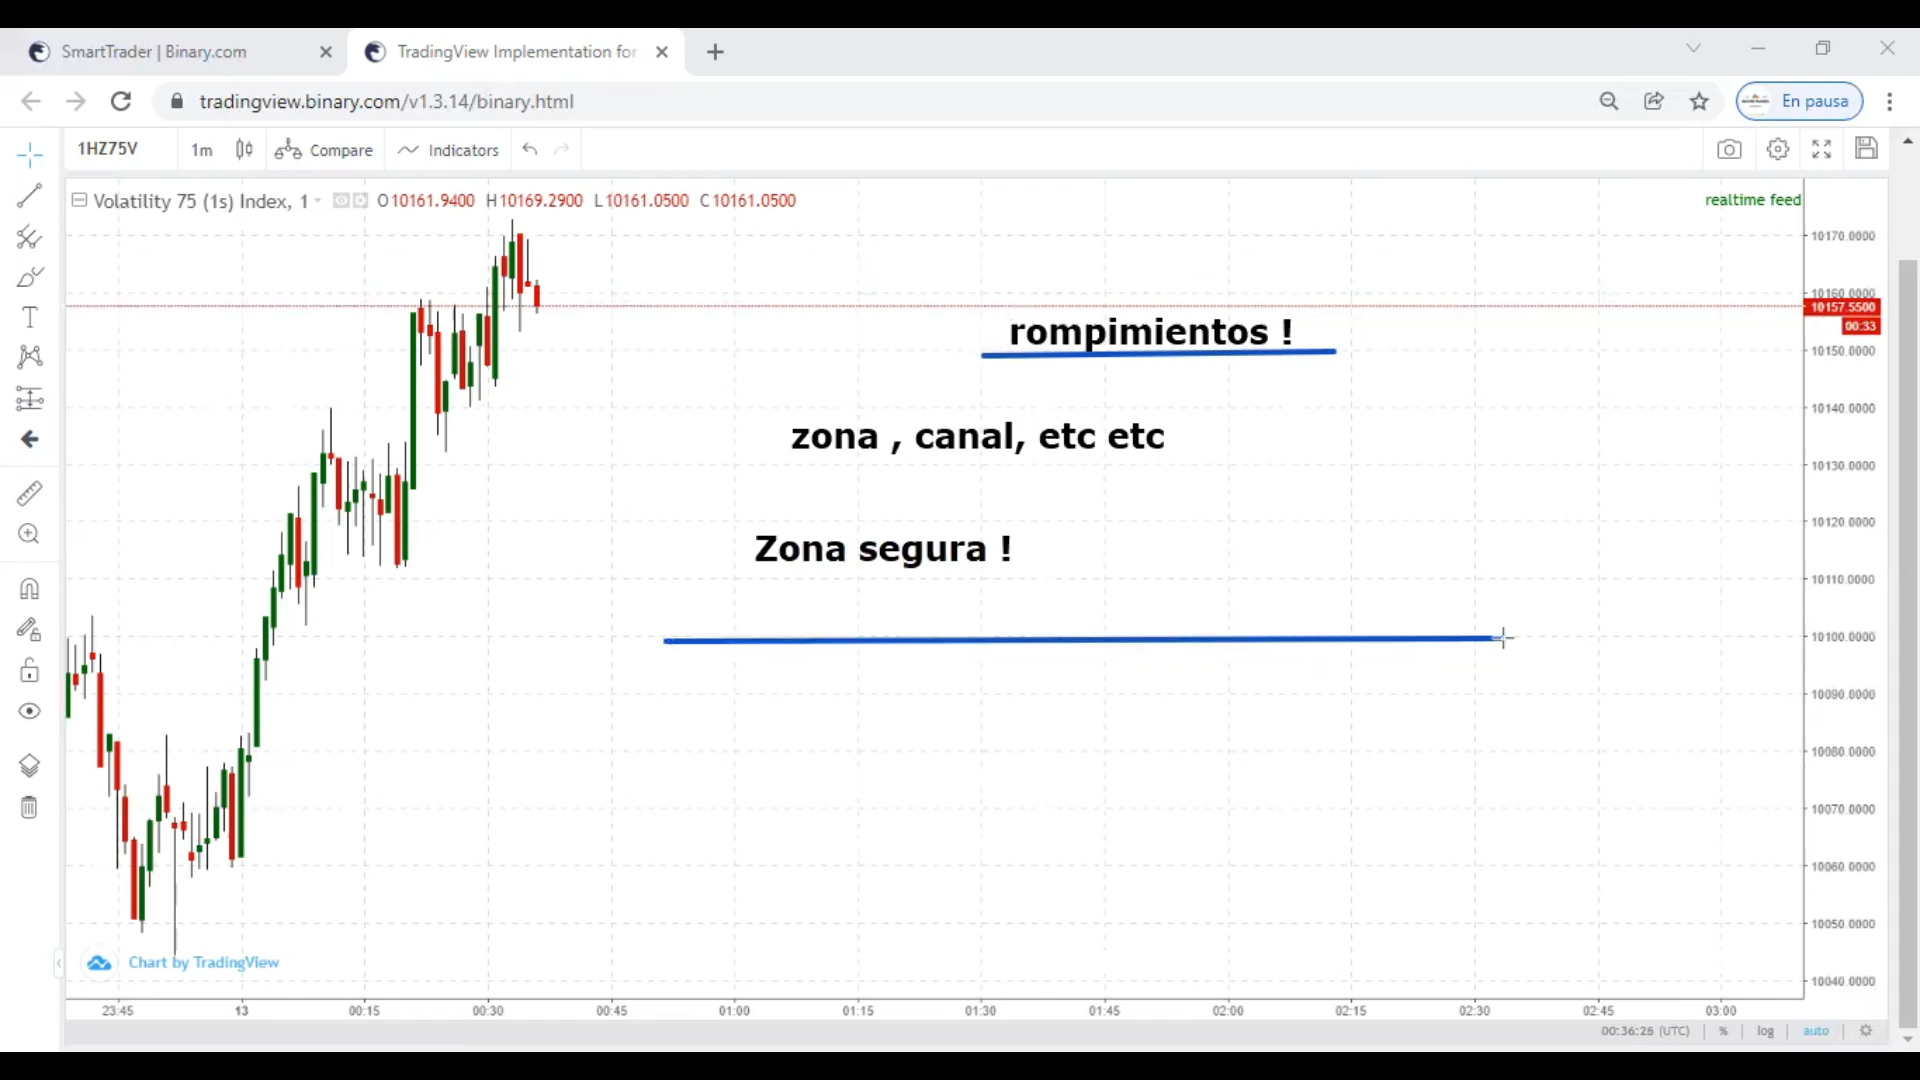 SmartTrader | Binary.com
TradingView Implementation for
tradingview.binary.com/v1.3.14/binary.html
En pausa
1HZ75V
1m
Compare
Indicators
Volatility 75 (1s) Index, 1
O10161.9400 H10169.2900 L10161.0500 C10161.0500
realtime feed
10170.0000
10160.0000
10157.5500
00:33
rompimientos !
10150.0000
10140.0000
zona , canal, etc etc
10130.0000
10120.0000
Zona segura !
10110.0000
10100.0000
10090.0000
10080.0000
10070.0000
10060.0000
10050.0000
Chart by TradingView
10040.0000
23:45 13 00:15 00:30 00:45 01:00 01:15 01:30 01:45 02:00 02:15 02:30 02:45 03:00
00:36:26 (UTC) % log auto